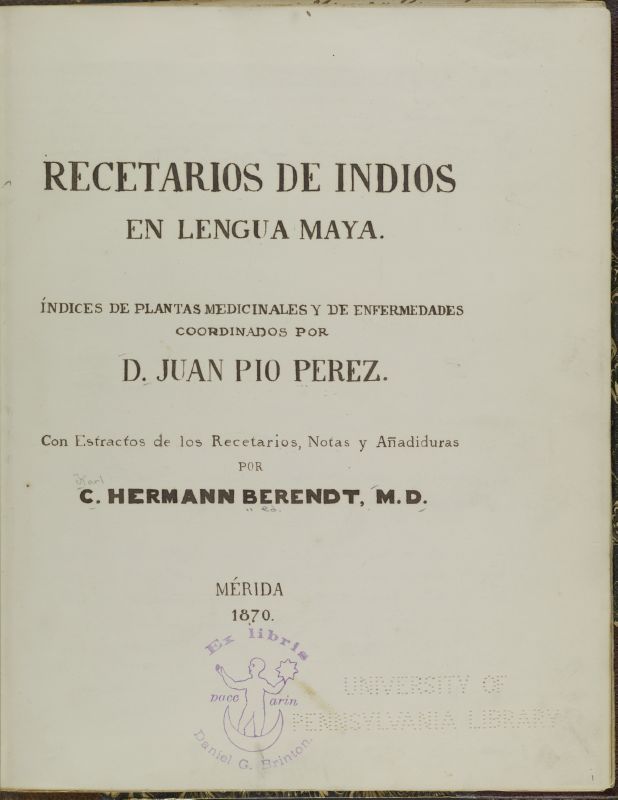 RECETARIOS DE INDIOS
EN LENGUA MAYA.
ÍNDICES DE PLANTAS MEDICINALES Y DE ENFERMEDADES
COORDINADOS POR
D. JUAN PIO PEREZ.
Con Estractos de los Recetarios, Notas y Añadiduras
POR
Karl
C. HERMANN BERENDT, M.D.
ed.
MÉRIDA
1870.
Ex libris
pace arin
Daniel G. Brinton.
UNIVERSITY OF
PENNSYLVANIA LIBRARY